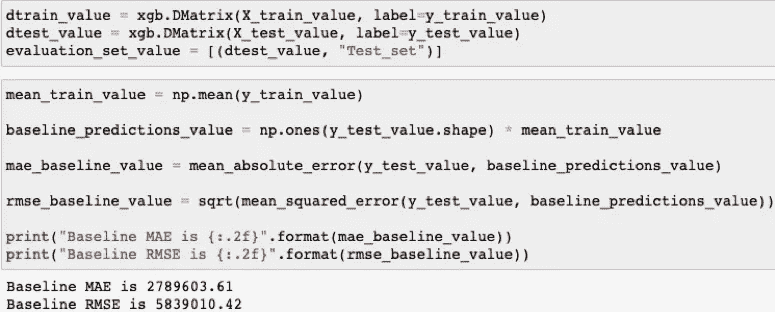 dtrain_value = xgb.DMatrix(X_train_value, label=y_train_value)
dtest_value = xgb.DMatrix(X_test_value, label=y_test_value)
evaluation_set_value = [(dtest_value, "Test_set")]
mean_train_value = np.mean(y_train_value)
baseline_predictions_value = np.ones(y_test_value.shape) * mean_train_value
mae_baseline_value = mean_absolute_error(y_test_value, baseline_predictions_value)
rmse_baseline_value = sqrt(mean_squared_error(y_test_value, baseline_predictions_value))
print("Baseline MAE is {:.2f}".format(mae_baseline_value))
print("Baseline RMSE is {:.2f}".format(rmse_baseline_value))
Baseline MAE is 2789603.61
Baseline RMSE is 5839010.42